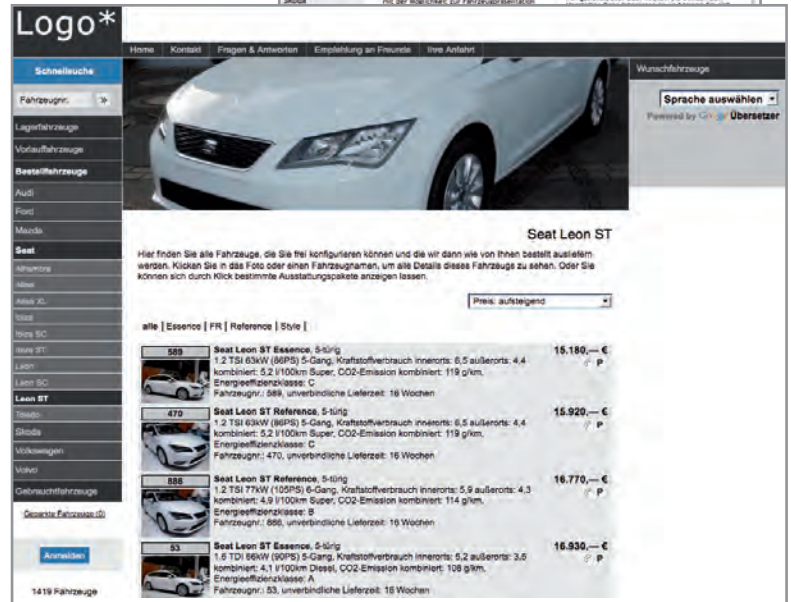 SKODA
mit der Möglichkeit zur Fahrzeugpräsentation
Logo*
Home Kontakt Fragen & Antworten Empfehlung an Freunde Ihre Anfahrt
Schnellsuche
Fahrzeugnr. »
Lagerfahrzeuge
Vorlauffahrzeuge
Bestellfahrzeuge
Audi
Ford
Mazda
Seat
Alhambra
Altea
Altea XL
Ibiza
Ibiza SC
Ibiza ST
Leon
Leon SC
Leon ST
Toledo
Skoda
Volkswagen
Volvo
Gebrauchtfahrzeuge
Geparkte Fahrzeuge (0)
Anmelden
1419 Fahrzeuge
Wunschfahrzeuge
Sprache auswählen
Powered by Google Übersetzer
Seat Leon ST
Hier finden Sie alle Fahrzeuge, die Sie frei konfigurieren können und die wir dann wie von Ihnen bestellt ausliefern
werden. Klicken Sie in das Foto oder einen Fahrzeugnamen, um alle Details dieses Fahrzeugs zu sehen. Oder Sie
können sich durch Klick bestimmte Ausstattungspakete anzeigen lassen.
Preis: aufsteigend
alle | Essence | FR | Reference | Style |
589 Seat Leon ST Essence, 5-türig 15.180,— €
1.2 TSI 63kW (86PS) 5-Gang, Kraftstoffverbrauch innerorts: 6,5 außerorts: 4,4 P
kombiniert: 5,2 l/100km Super, CO2-Emission kombiniert: 119 g/km,
Energieeffizienzklasse: C
Fahrzeugnr.: 589, unverbindliche Lieferzeit: 16 Wochen
470 Seat Leon ST Reference, 5-türig 15.920,— €
1.2 TSI 63kW (86PS) 5-Gang, Kraftstoffverbrauch innerorts: 6,5 außerorts: 4,4 P
kombiniert: 5,2 l/100km Super, CO2-Emission kombiniert: 119 g/km,
Energieeffizienzklasse: C
Fahrzeugnr.: 470, unverbindliche Lieferzeit: 16 Wochen
888 Seat Leon ST Reference, 5-türig 16.770,— €
1.2 TSI 77kW (105PS) 6-Gang, Kraftstoffverbrauch innerorts: 5,9 außerorts: 4,3 P
kombiniert: 4,9 l/100km Super, CO2-Emission kombiniert: 114 g/km,
Energieeffizienzklasse: B
Fahrzeugnr.: 888, unverbindliche Lieferzeit: 16 Wochen
53 Seat Leon ST Essence, 5-türig 16.930,— €
1.6 TDI 66kW (90PS) 5-Gang, Kraftstoffverbrauch innerorts: 5,2 außerorts: 3,5 P
kombiniert: 4,1 l/100km Diesel, CO2-Emission kombiniert: 108 g/km,
Energieeffizienzklasse: A
Fahrzeugnr.: 53, unverbindliche Lieferzeit: 16 Wochen